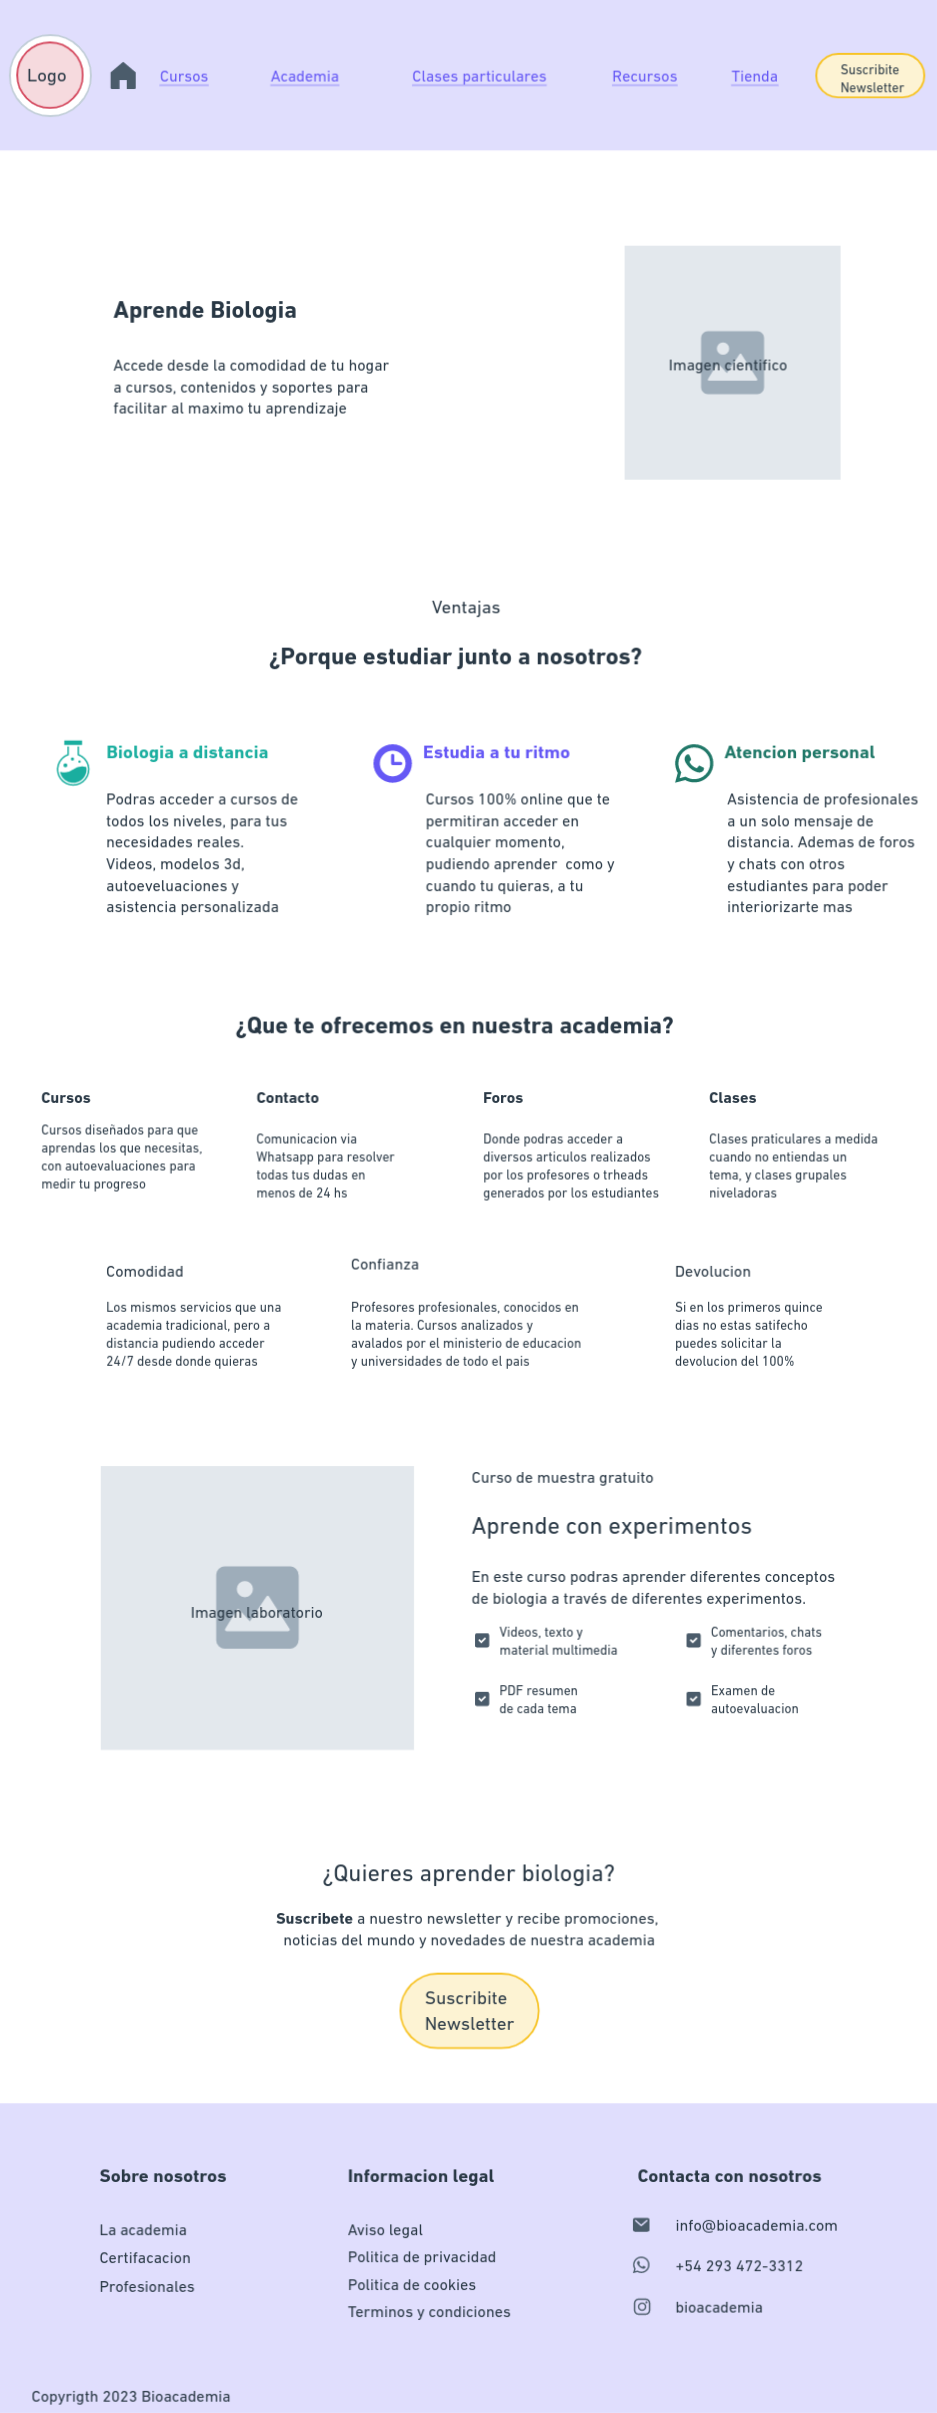 Logo
Cursos
Academia
Clases particulares
Recursos
Tienda
Suscribite
Newsletter
Aprende Biologia
Accede desde la comodidad de tu hogar
a cursos, contenidos y soportes para
facilitar al maximo tu aprendizaje
Imagen cientifico
Ventajas
¿Porque estudiar junto a nosotros?
Biologia a distancia
Podras acceder a cursos de
todos los niveles, para tus
necesidades reales.
Videos, modelos 3d,
autoeveluaciones y
asistencia personalizada
Estudia a tu ritmo
Cursos 100% online que te
permitiran acceder en
cualquier momento,
pudiendo aprender  como y
cuando tu quieras, a tu
propio ritmo
Atencion personal
Asistencia de profesionales
a un solo mensaje de
distancia. Ademas de foros
y chats con otros
estudiantes para poder
interiorizarte mas
¿Que te ofrecemos en nuestra academia?
Cursos
Cursos diseñados para que
aprendas los que necesitas,
con autoevaluaciones para
medir tu progreso
Contacto
Comunicacion via
Whatsapp para resolver
todas tus dudas en
menos de 24 hs
Foros
Donde podras acceder a
diversos articulos realizados
por los profesores o trheads
generados por los estudiantes
Clases
Clases praticulares a medida
cuando no entiendas un
tema, y clases grupales
niveladoras
Comodidad
Los mismos servicios que una
academia tradicional, pero a
distancia pudiendo acceder
24/7 desde donde quieras
Confianza
Profesores profesionales, conocidos en
la materia. Cursos analizados y
avalados por el ministerio de educacion
y universidades de todo el pais
Devolucion
Si en los primeros quince
dias no estas satifecho
puedes solicitar la
devolucion del 100%
Imagen laboratorio
Curso de muestra gratuito
Aprende con experimentos
En este curso podras aprender diferentes conceptos
de biologia a través de diferentes experimentos.
Videos, texto y
material multimedia
Comentarios, chats
y diferentes foros
PDF resumen
de cada tema
Examen de
autoevaluacion
¿Quieres aprender biologia?
Suscribete a nuestro newsletter y recibe promociones,
noticias del mundo y novedades de nuestra academia
Suscribite
Newsletter
Sobre nosotros
La academia
Certifacacion
Profesionales
Informacion legal
Aviso legal
Politica de privacidad
Politica de cookies
Terminos y condiciones
Contacta con nosotros
info@bioacademia.com
+54 293 472-3312
bioacademia
Copyrigth 2023 Bioacademia